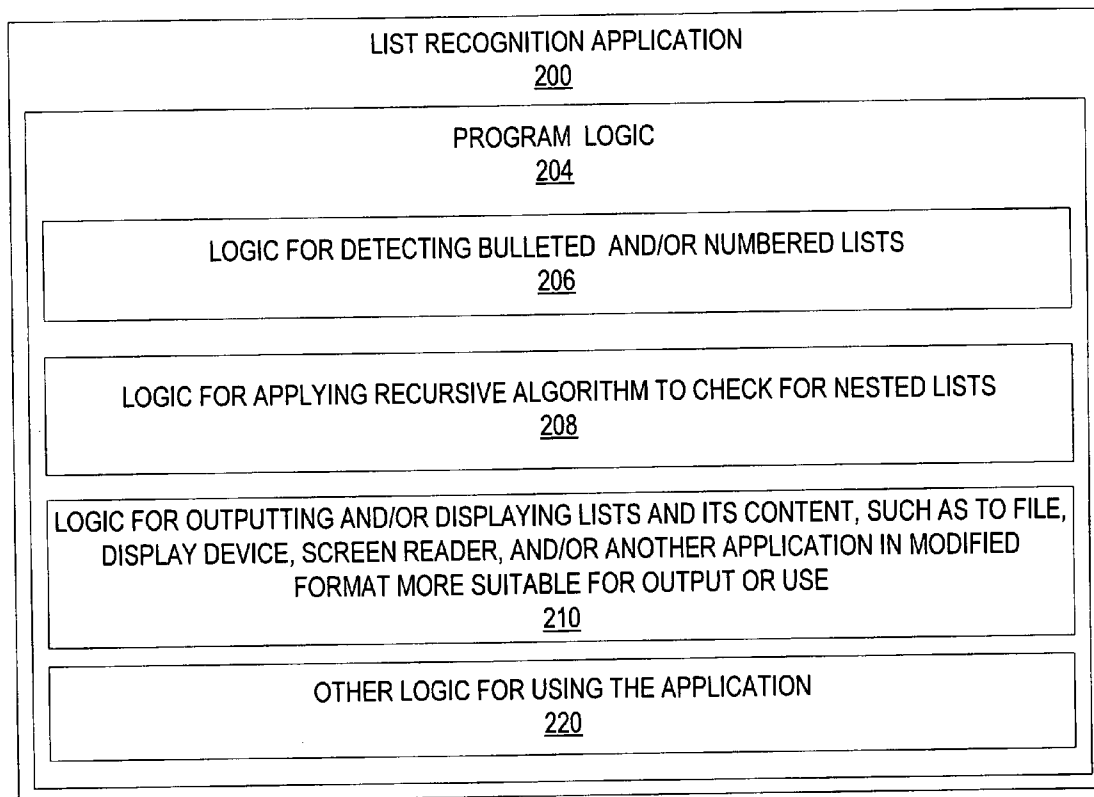 LIST RECOGNITION APPLICATION
200
PROGRAM LOGIC
204
LOGIC FOR DETECTING BULLETED AND/OR NUMBERED LISTS
206
LOGIC FOR APPLYING RECURSIVE ALGORITHM TO CHECK FOR NESTED LISTS
208
LOGIC FOR OUTPUTTING AND/OR DISPLAYING LISTS AND ITS CONTENT, SUCH AS TO FILE,
DISPLAY DEVICE, SCREEN READER, AND/OR ANOTHER APPLICATION IN MODIFIED
FORMAT MORE SUITABLE FOR OUTPUT OR USE
210
OTHER LOGIC FOR USING THE APPLICATION
220